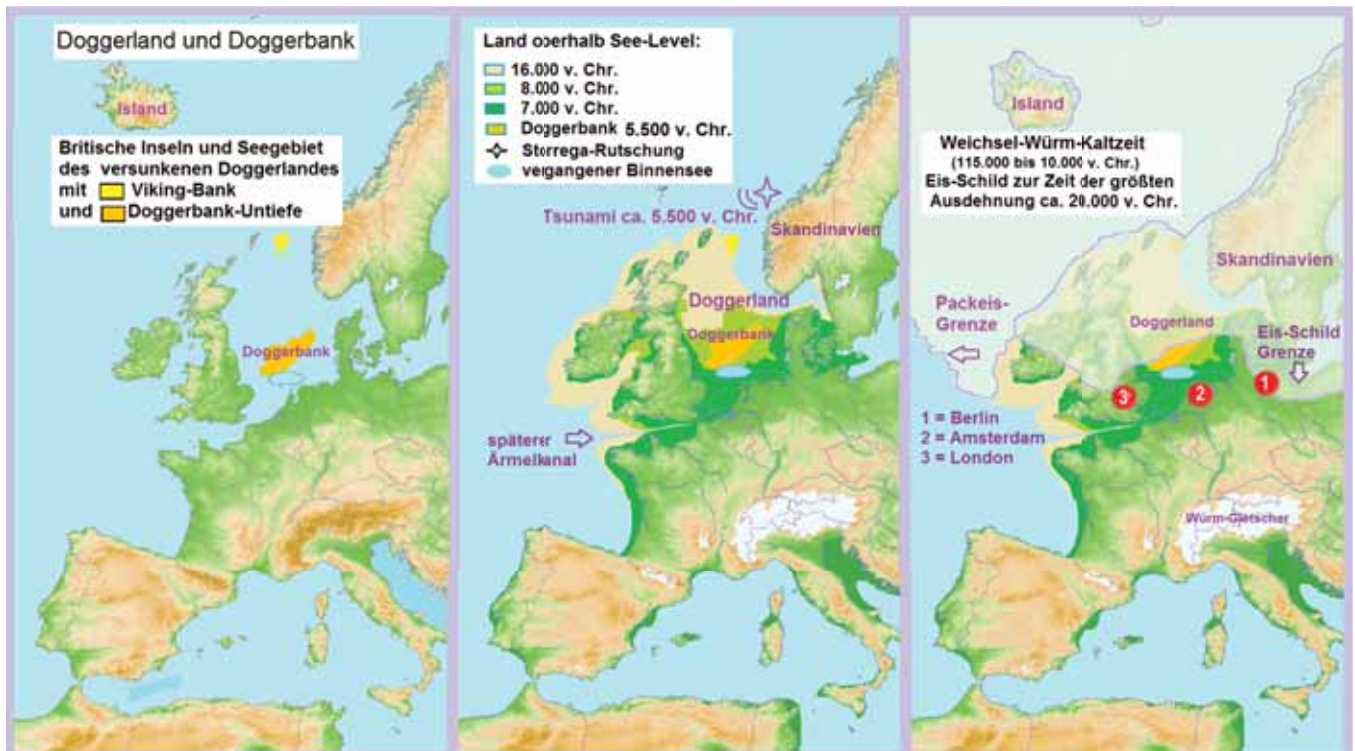 Doggerland und Doggerbank
Island
Britische Inseln und Seegebiet
des versunkenen Doggerlandes
mit Viking-Bank
und Doggerbank-Untiefe
Doggerbank
Land oberhalb See-Level:
16.000 v. Chr.
8.000 v. Chr.
7.000 v. Chr.
Doggerbank 5.500 v. Chr.
Storrega-Rutschung
vergangener Binnensee
Tsunami ca. 5.500 v. Chr.
Skandinavien
Doggerland
Doggerbank
späterer
Ärmelkanal
Island
Weichsel-Würm-Kaltzeit
(115.000 bis 10.000 v. Chr.)
Eis-Schild zur Zeit der größten
Ausdehnung ca. 20.000 v. Chr.
Skandinavien
Packeis-
Grenze
Doggerland
Eis-Schild
Grenze
1
2
3
1 = Berlin
2 = Amsterdam
3 = London
Würm-Gletscher